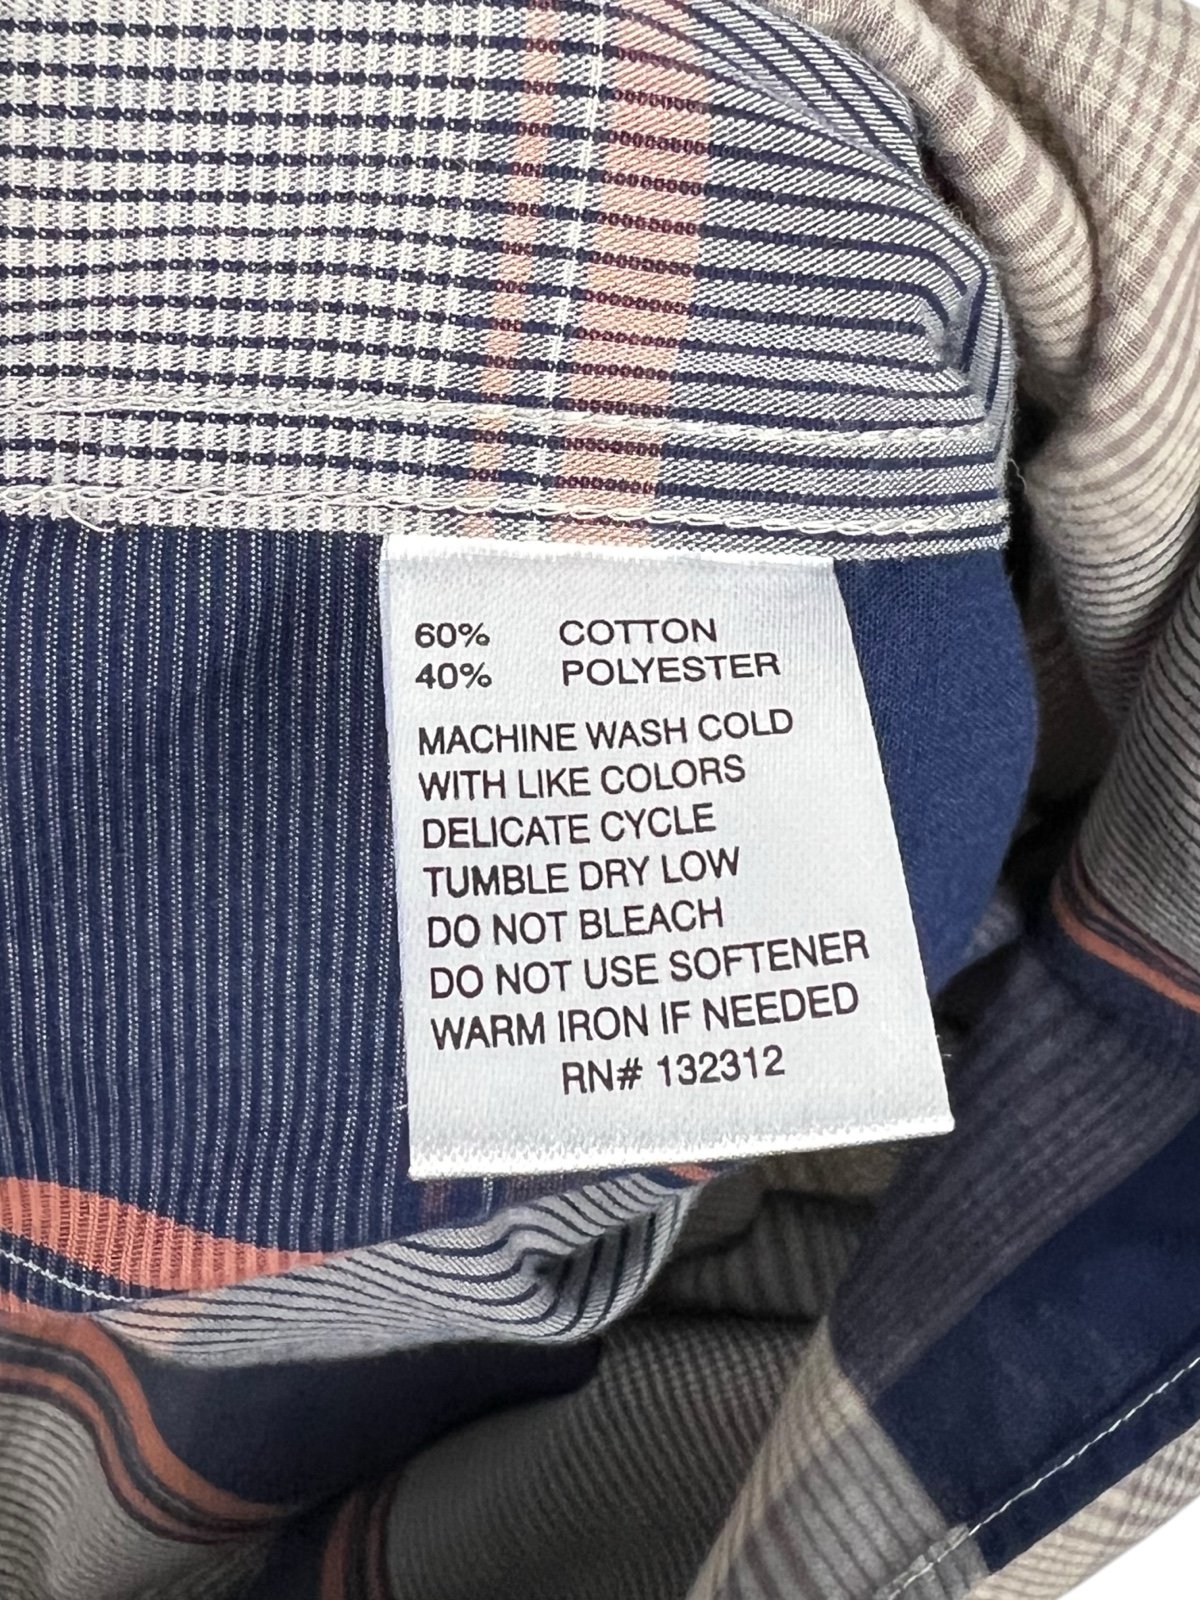 60% COTTON
40% POLYESTER
MACHINE WASH COLD
WITH LIKE COLORS
DELICATE CYCLE
TUMBLE DRY LOW
DO NOT BLEACH
DO NOT USE SOFTENER
WARM IRON IF NEEDED
RN# 132312